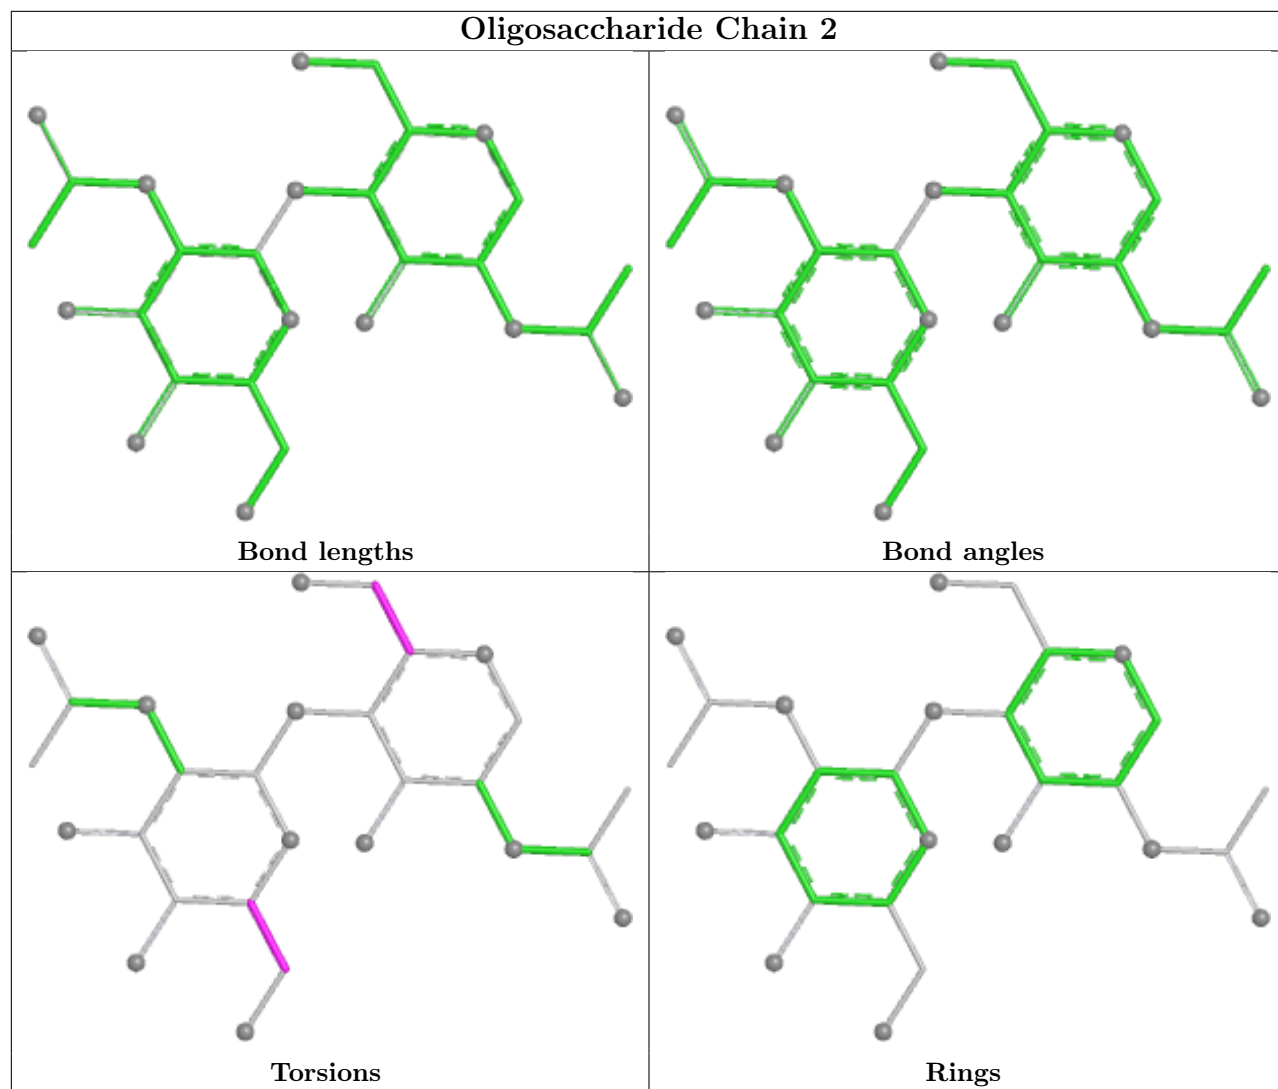 Oligosaccharide Chain 2
Bond lengths
Bond angles
Torsions
Rings